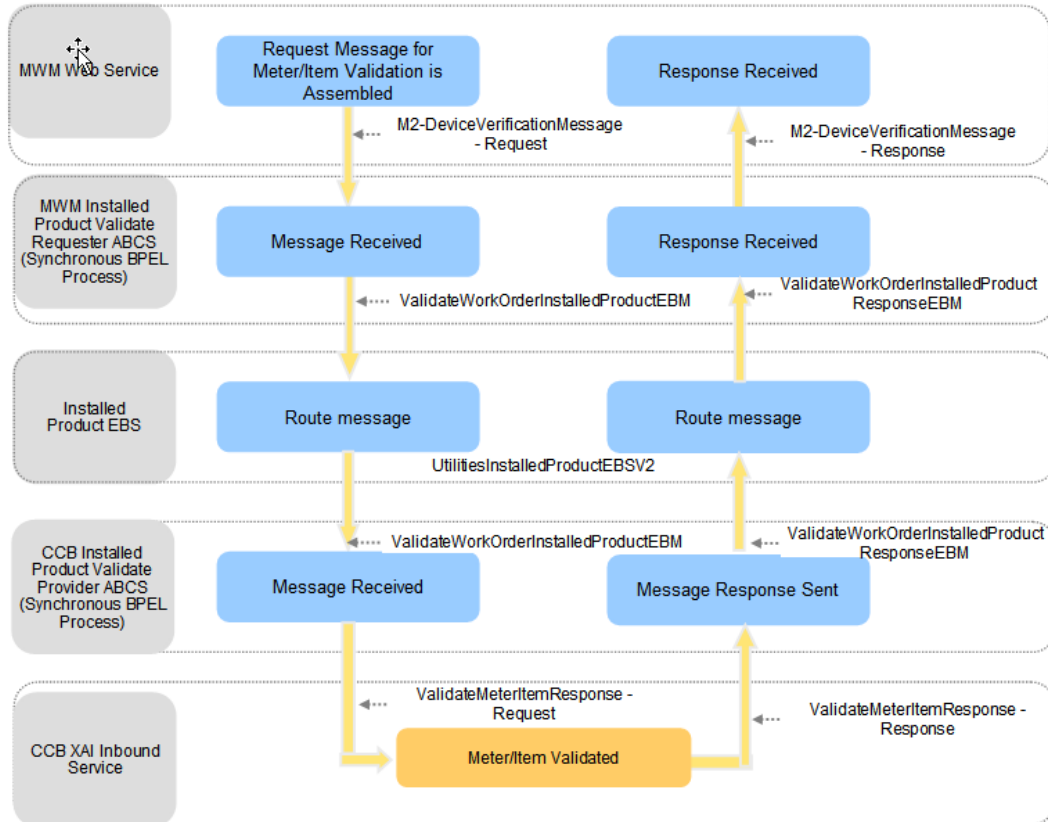 MWM Web Service
Request Message for
Meter/Item Validation is
Assembled
Response Received
M2-DeviceVerificationMessage
- Request
M2-DeviceVerificationMessage
- Response
MWM Installed
Product Validate
Requester ABCS
(Synchronous BPEL
Process)
Message Received
Response Received
ValidateWorkOrderInstalledProductEBM
ValidateWorkOrderInstalledProduct
ResponseEBM
Installed
Product EBS
Route message
Route message
UtilitiesInstalledProductEBSV2
CCB Installed
Product Validate
Provider ABCS
(Synchronous BPEL
Process)
ValidateWorkOrderInstalledProductEBM
ValidateWorkOrderInstalledProduct
ResponseEBM
Message Received
Message Response Sent
CCB XAI Inbound
Service
ValidateMeterItemResponse -
Request
ValidateMeterItemResponse -
Response
Meter/Item Validated